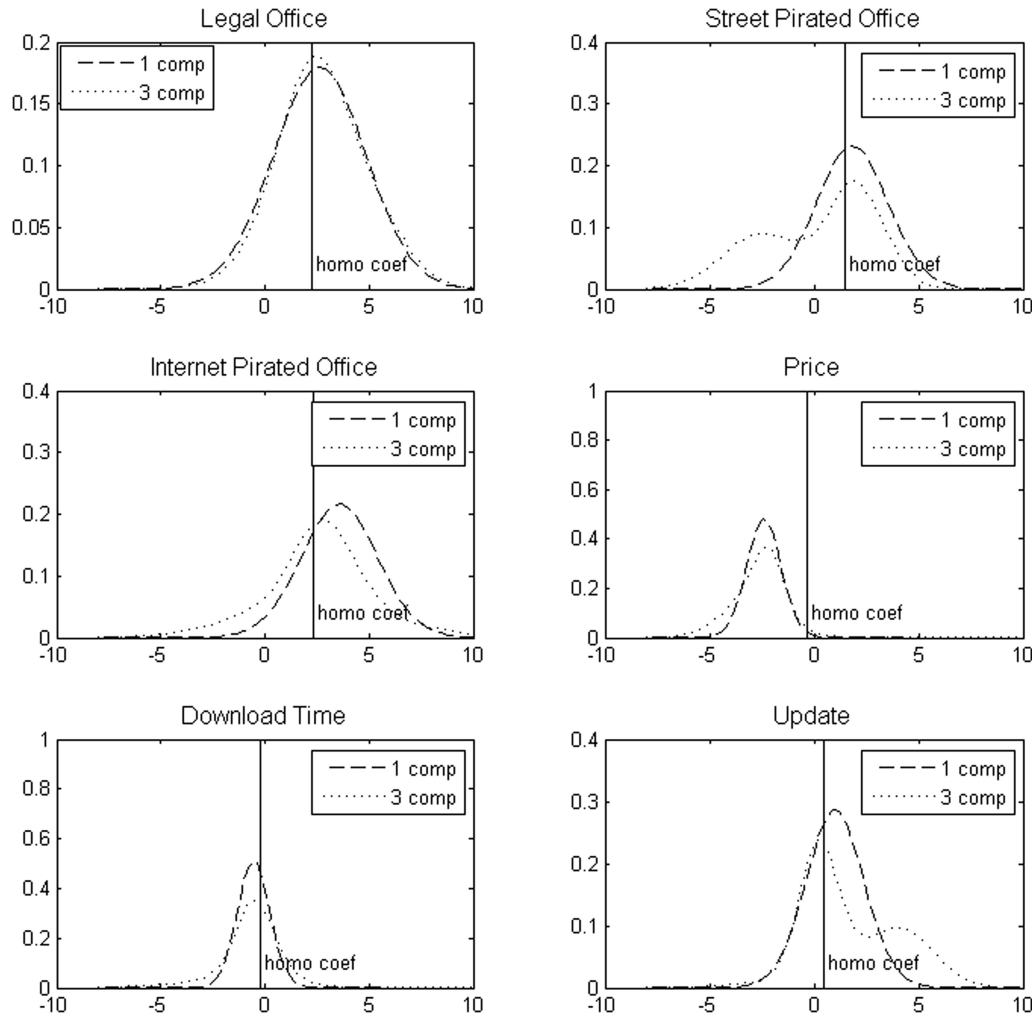 Legal Office
0.2
0.15
0.1
0.05
0
-10 -5 0 5 10
1 comp
3 comp
homo coef
Street Pirated Office
0.4
0.3
0.2
0.1
0
-10 -5 0 5 10
1 comp
3 comp
homo coef
Internet Pirated Office
0.4
0.3
0.2
0.1
0
-10 -5 0 5 10
1 comp
3 comp
homo coef
Price
1
0.8
0.6
0.4
0.2
0
-10 -5 0 5 10
1 comp
3 comp
homo coef
Download Time
1
0.8
0.6
0.4
0.2
0
-10 -5 0 5 10
1 comp
3 comp
homo coef
Update
0.4
0.3
0.2
0.1
0
-10 -5 0 5 10
1 comp
3 comp
homo coef